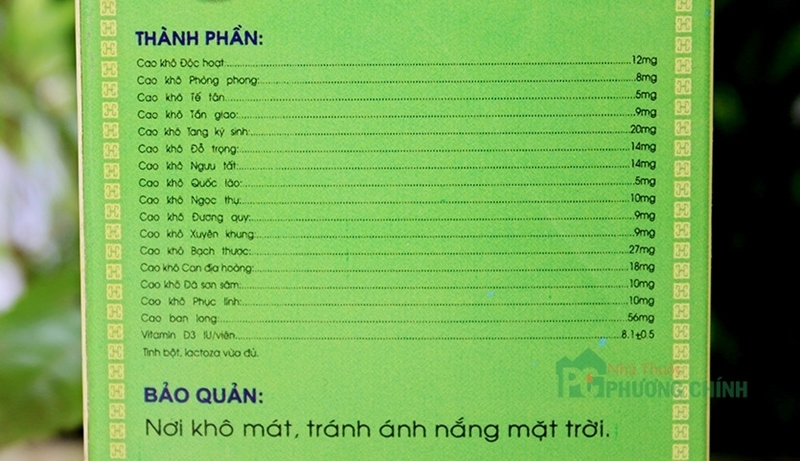 THÀNH PHẦN:
Cao khô Độc hoạt:........12mg
Cao khô Phòng phong:........8mg
Cao khô Tế tân........5mg
Cao khô Tần giao:........9mg
Cao khô Tang ký sinh:........20mg
Cao khô Đỗ trọng:........14mg
Cao khô Ngưu tất:........14mg
Cao khô Quốc lão:........5mg
Cao khô Ngọc thụ:........10mg
Cao khô Đương quy:........9mg
Cao khô Xuyên khung:........9mg
Cao khô Bạch thược:........27mg
Cao khô Can địa hoàng:........18mg
Cao khô Đả sơn sâm:........10mg
Cao khô Phục linh:........10mg
Cao ban long:........56mg
Vitamin D3 IU/viên........8.1±0.5
Tinh bột, lactoza vừa đủ.
Nhà Thuốc
PHƯƠNG CHÍNH
BẢO QUẢN:
Nơi khô mát, tránh ánh nắng mặt trời.